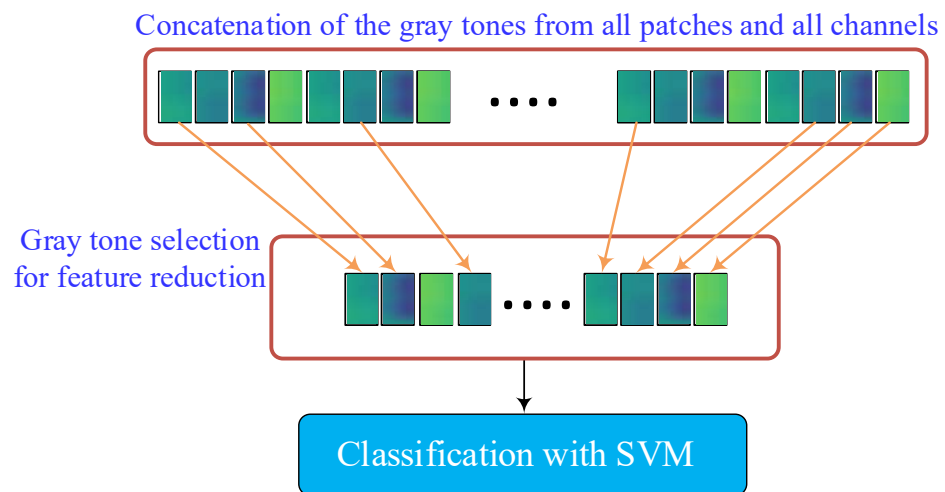 Concatenation of the gray tones from all patches and all channels
Gray tone selection
for feature reduction
Classification with SVM